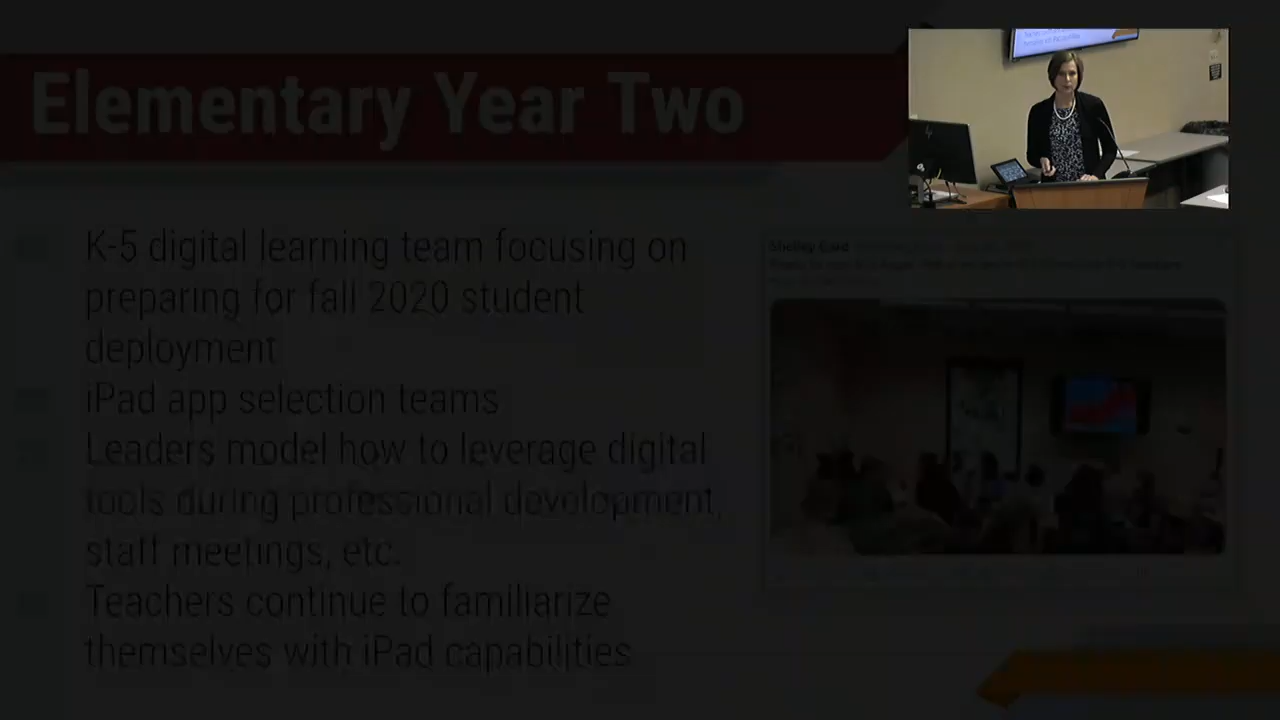 Elementary Year Two
K-5 digital learning team focusing on
preparing for fall 2020 student
deployment
iPad app selection teams
Leaders model how to leverage digital
tools during professional development,
staff meetings, etc.
Teachers continue to familiarize
themselves with iPad capabilities